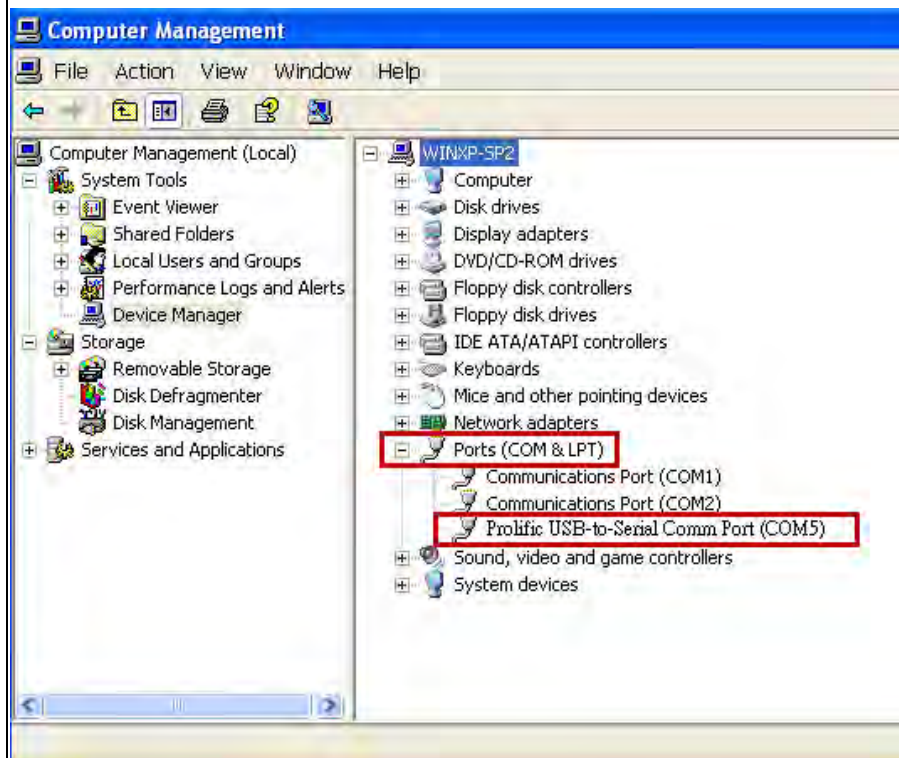 Computer Management
File Action View Window Help
Computer Management (Local)
System Tools
Event Viewer
Shared Folders
Local Users and Groups
Performance Logs and Alerts
Device Manager
Storage
Removable Storage
Disk Defragmenter
Disk Management
Services and Applications
WINXP-SP2
Computer
Disk drives
Display adapters
DVD/CD-ROM drives
Floppy disk controllers
Floppy disk drives
IDE ATA/ATAPI controllers
Keyboards
Mice and other pointing devices
Network adapters
Ports (COM & LPT)
Communications Port (COM1)
Communications Port (COM2)
Prolific USB-to-Serial Comm Port (COM5)
Sound, video and game controllers
System devices